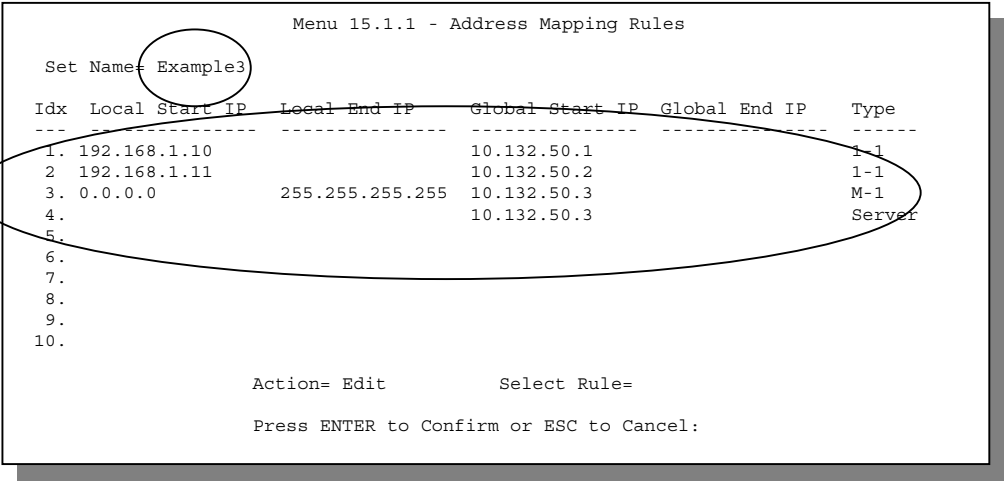 Menu 15.1.1 - Address Mapping Rules
Set Name= Example3
Idx  Local Start IP   Local End IP     Global Start IP  Global End IP    Type
---  ---------------  ---------------  ---------------  ---------------  ------
1. 192.168.1.10                        10.132.50.1                       1-1
2  192.168.1.11                        10.132.50.2                       1-1
3. 0.0.0.0            255.255.255.255  10.132.50.3                       M-1
4.                                     10.132.50.3                       Server
5.
6.
7.
8.
9.
10.
Action= Edit          Select Rule=
Press ENTER to Confirm or ESC to Cancel: